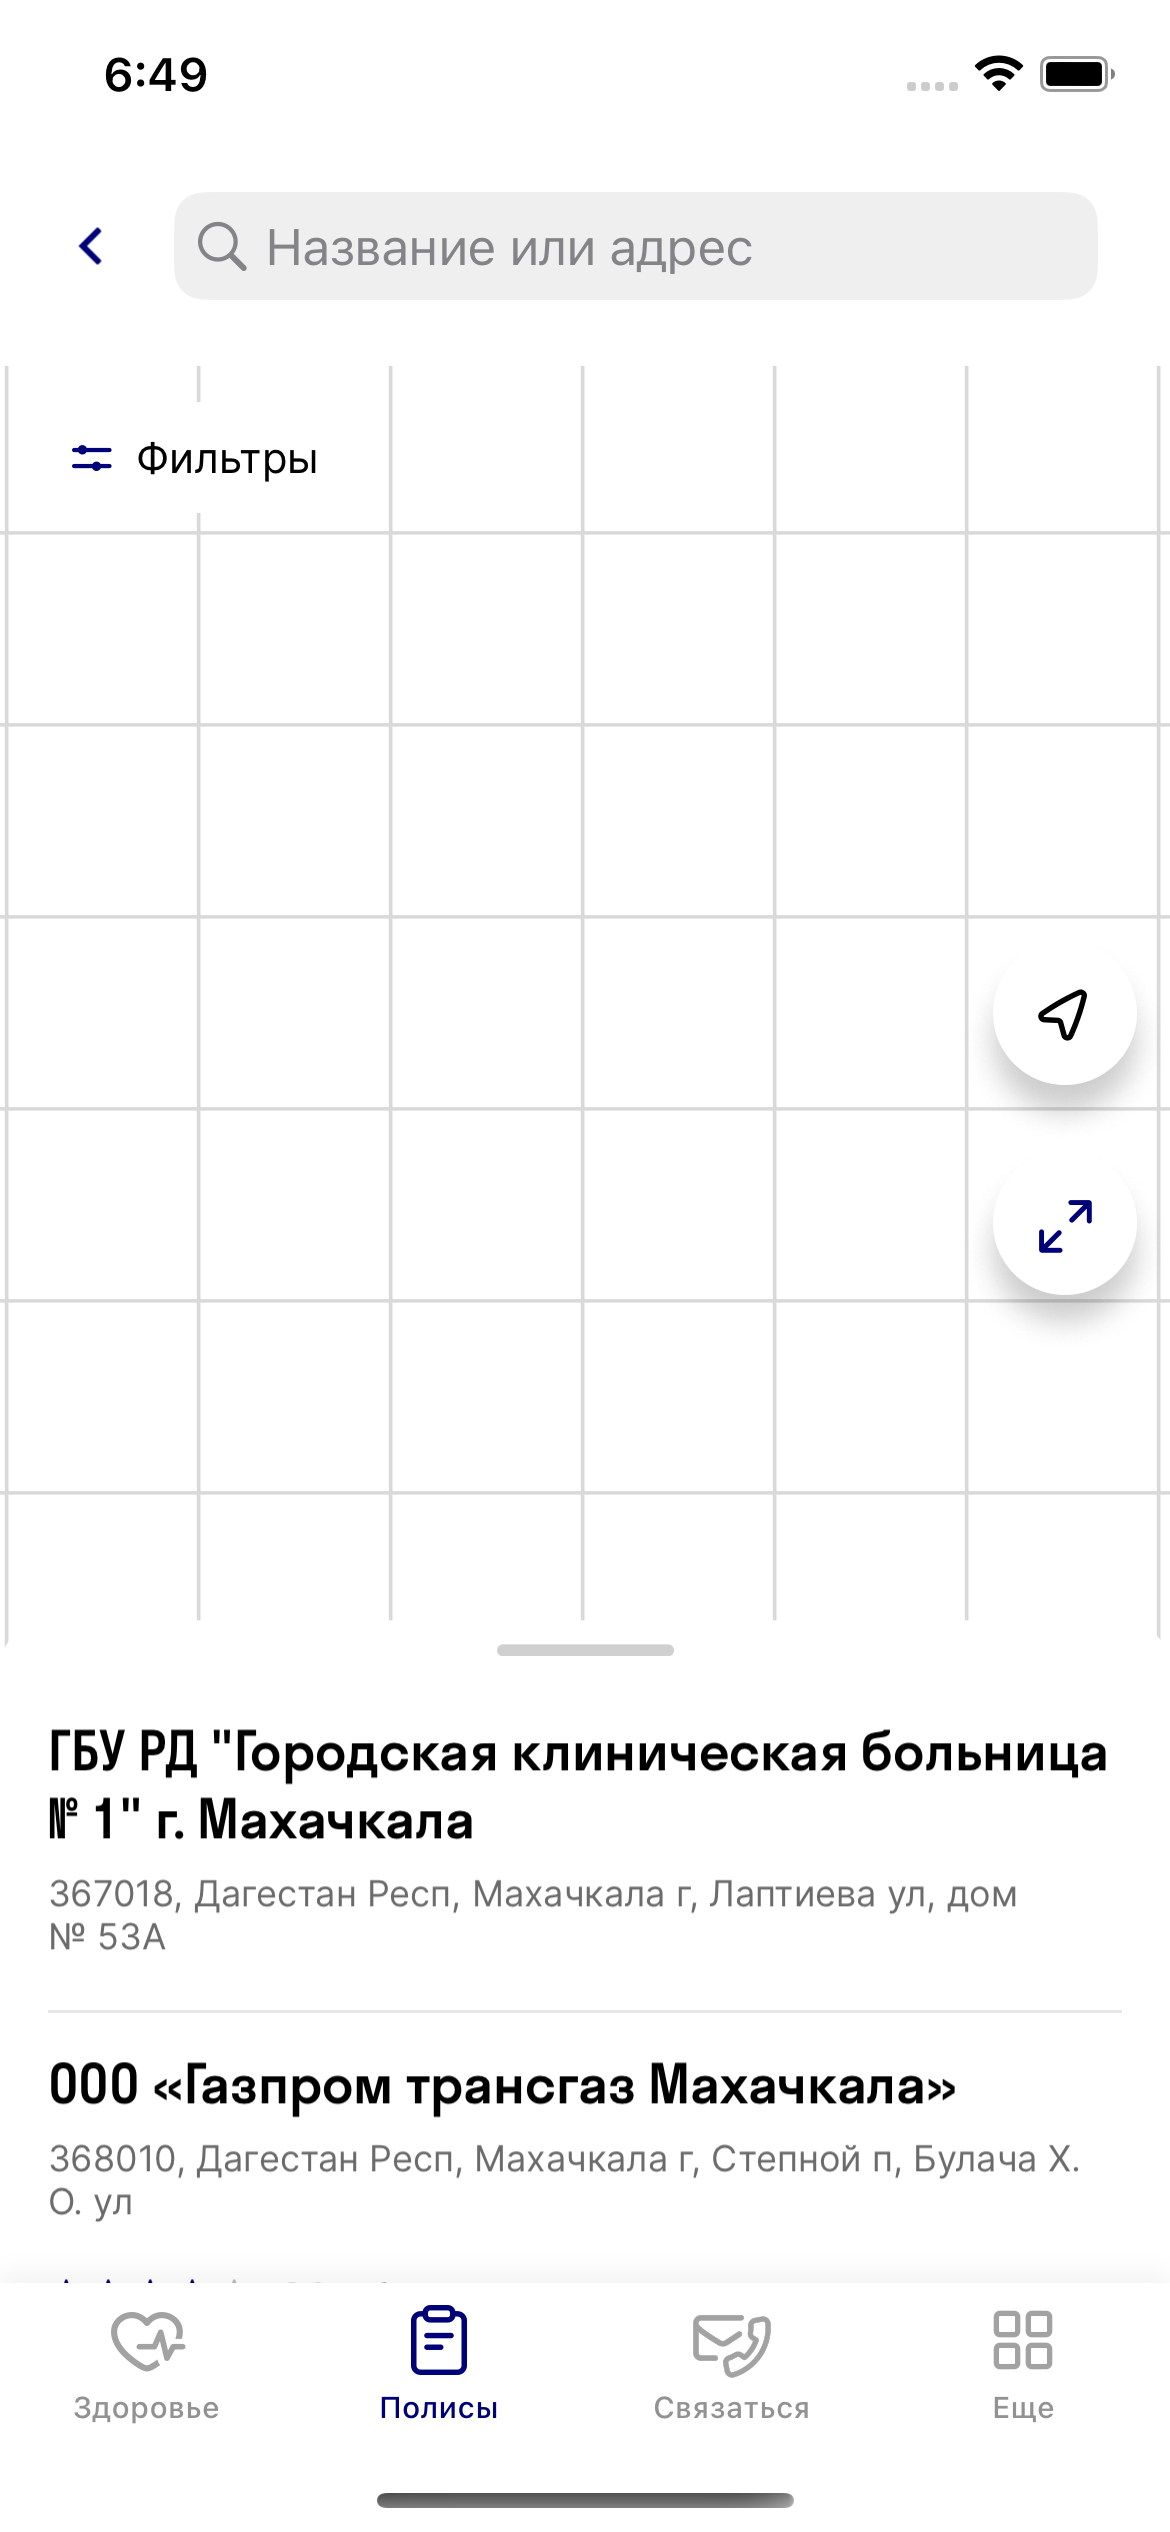 6:49
Название или адрес
Фильтры
ГБУ РД "Городская клиническая больница
№ 1" г. Махачкала
367018, Дагестан Респ, Махачкала г, Лаптиева ул, дом
№ 53А
ООО «Газпром трансгаз Махачкала»
368010, Дагестан Респ, Махачкала г, Степной п, Булача Х.
О. ул
Здоровье
Полисы
Связаться
Еще